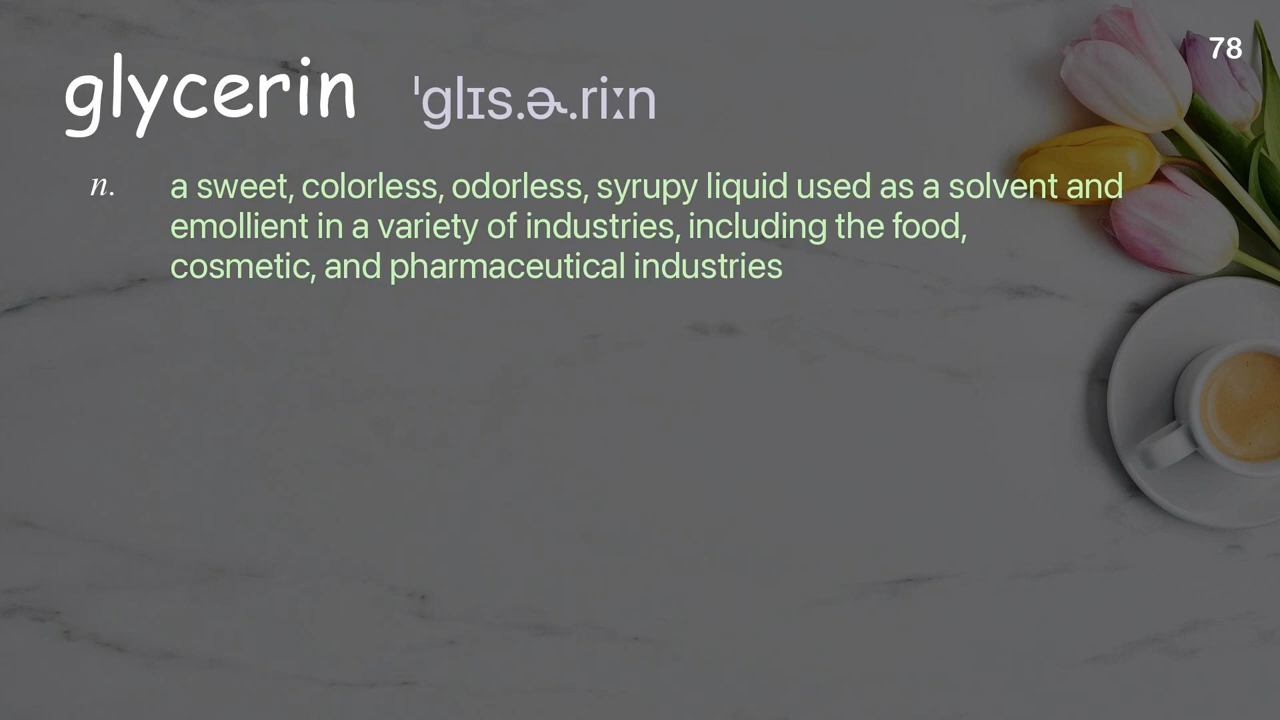 78
glycerin ˈɡlɪs.ɚ.riːn
n. a sweet, colorless, odorless, syrupy liquid used as a solvent and
emollient in a variety of industries, including the food,
cosmetic, and pharmaceutical industries